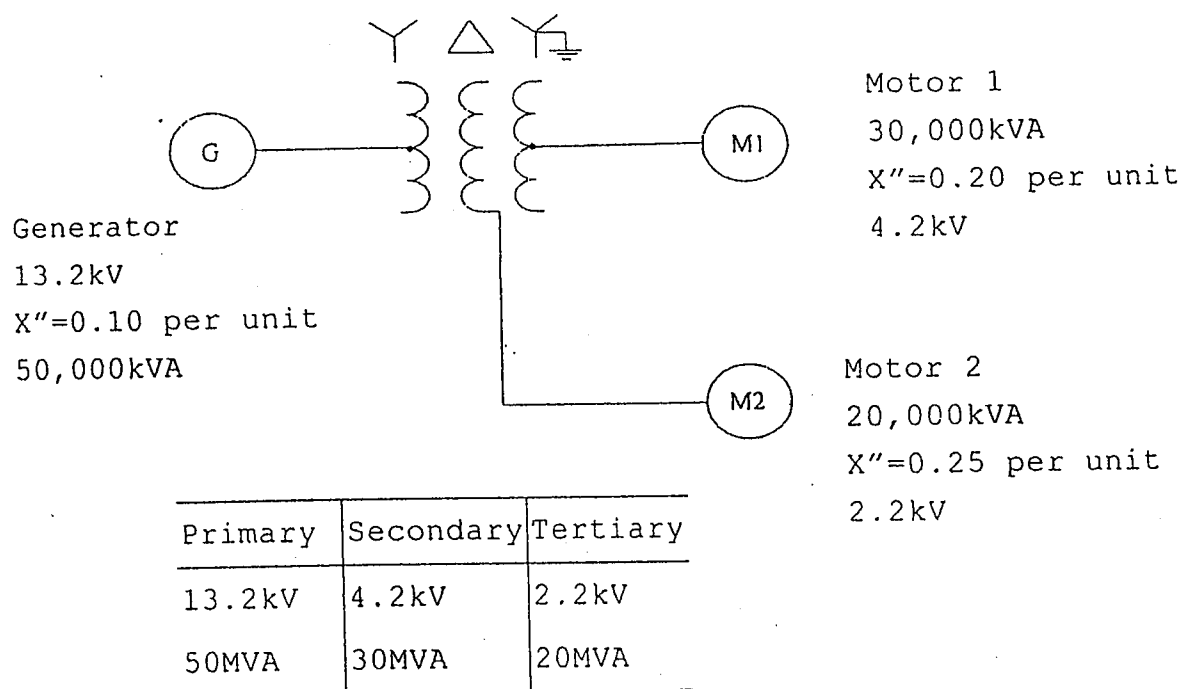 G
Generator
13.2kV
X″=0.10 per unit
50,000kVA
M1
Motor 1
30,000kVA
X″=0.20 per unit
4.2kV
M2
Motor 2
20,000kVA
X″=0.25 per unit
2.2kV
Primary Secondary Tertiary
13.2kV 4.2kV 2.2kV
50MVA 30MVA 20MVA